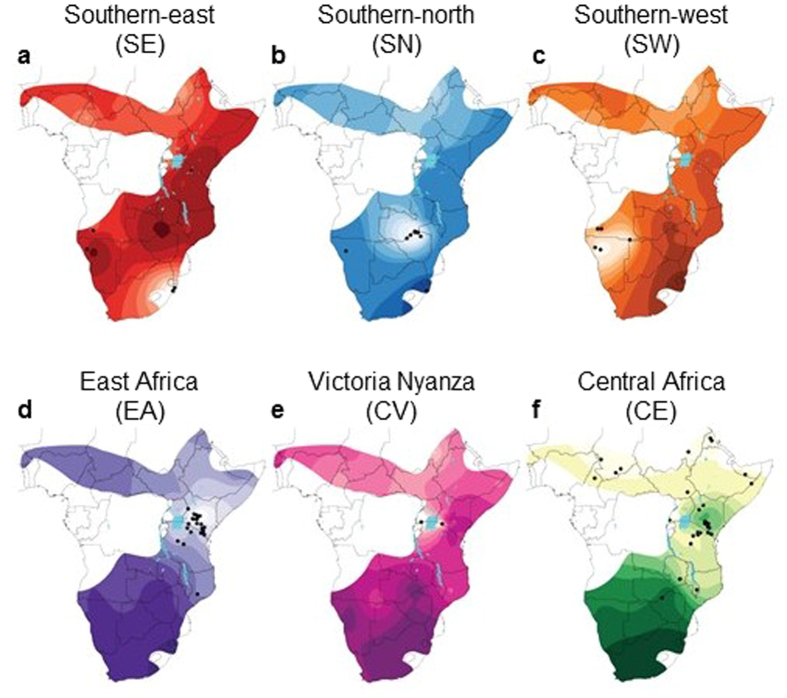 Southern-east
(SE)
Southern-north
(SN)
Southern-west
(SW)
a
b
c
East Africa
(EA)
Victoria Nyanza
(CV)
Central Africa
(CE)
d
e
f